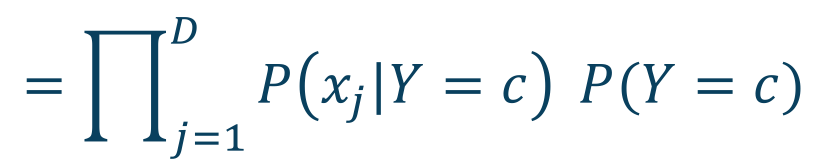 = ∏_{j=1}^{D} P(x_j|Y = c) P(Y = c)